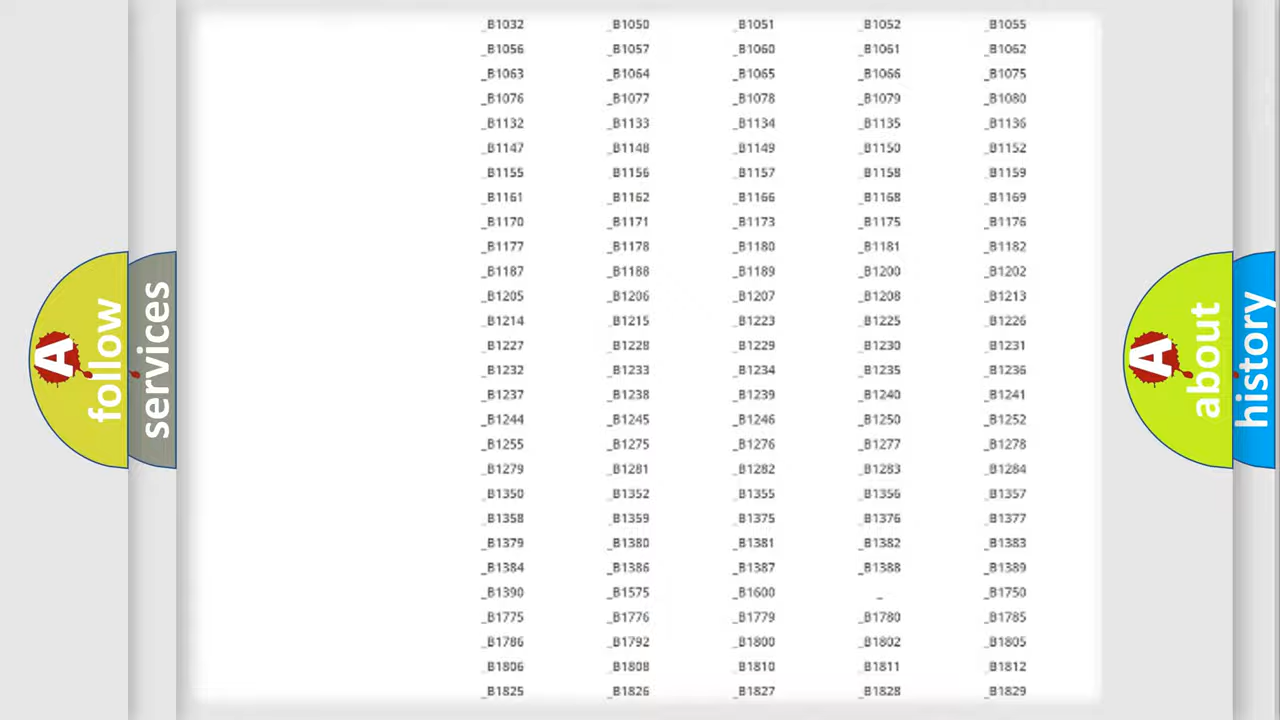 _B1032 _B1050 _B1051 _B1052 _B1055
_B1056 _B1057 _B1060 _B1061 _B1062
_B1063 _B1064 _B1065 _B1066 _B1075
_B1076 _B1077 _B1078 _B1079 _B1080
_B1132 _B1133 _B1134 _B1135 _B1136
_B1147 _B1148 _B1149 _B1150 _B1152
_B1155 _B1156 _B1157 _B1158 _B1159
_B1161 _B1162 _B1166 _B1168 _B1169
_B1170 _B1171 _B1173 _B1175 _B1176
_B1177 _B1178 _B1180 _B1181 _B1182
_B1187 _B1188 _B1189 _B1200 _B1202
_B1205 _B1206 _B1207 _B1208 _B1213
_B1214 _B1215 _B1223 _B1225 _B1226
_B1227 _B1228 _B1229 _B1230 _B1231
_B1232 _B1233 _B1234 _B1235 _B1236
_B1237 _B1238 _B1239 _B1240 _B1241
_B1244 _B1245 _B1246 _B1250 _B1252
_B1255 _B1275 _B1276 _B1277 _B1278
_B1279 _B1281 _B1282 _B1283 _B1284
_B1350 _B1352 _B1355 _B1356 _B1357
_B1358 _B1359 _B1375 _B1376 _B1377
_B1379 _B1380 _B1381 _B1382 _B1383
_B1384 _B1386 _B1387 _B1388 _B1389
_B1390 _B1575 _B1600 _ _B1750
_B1775 _B1776 _B1779 _B1780 _B1785
_B1786 _B1792 _B1800 _B1802 _B1805
_B1806 _B1808 _B1810 _B1811 _B1812
_B1825 _B1826 _B1827 _B1828 _B1829
A
follow
services
A
about
history